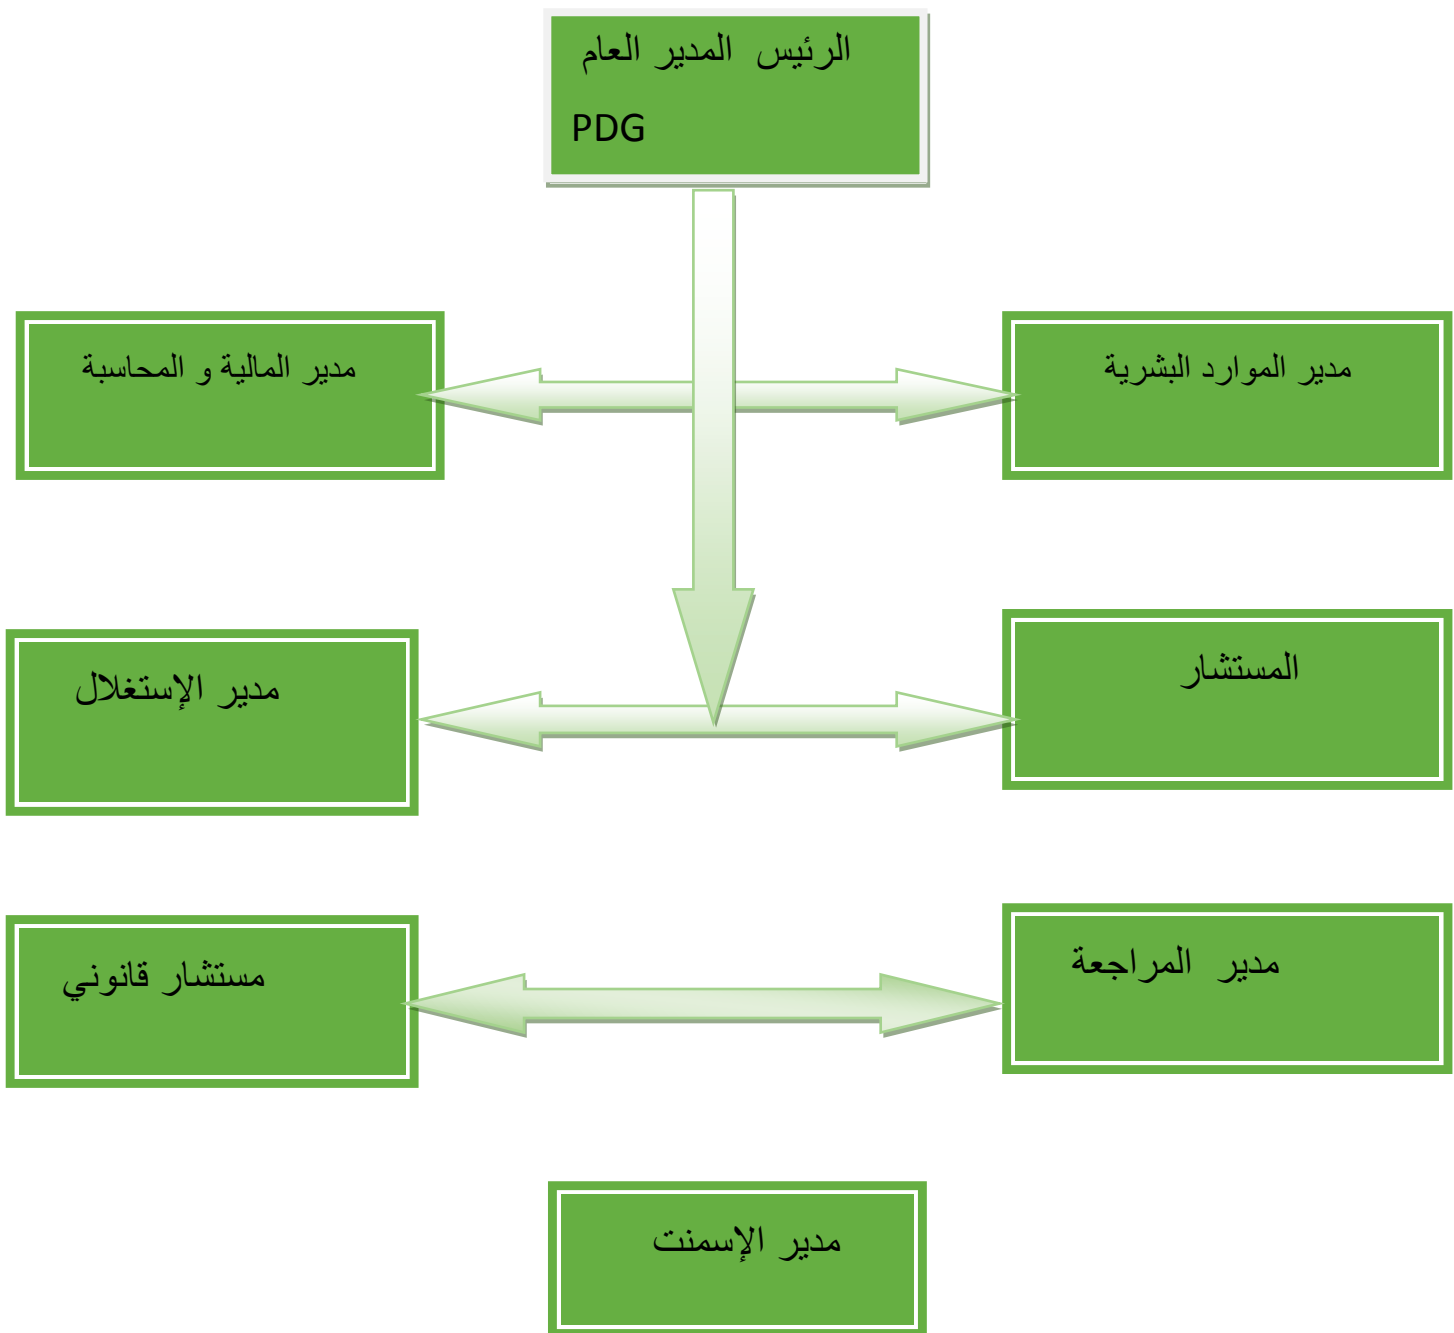 الرئيس المدير العام
PDG
مدير الموارد البشرية
مدير المالية و المحاسبة
المستشار
مدير الإستغلال
مدير المراجعة
مستشار قانوني
مدير الإسمنت